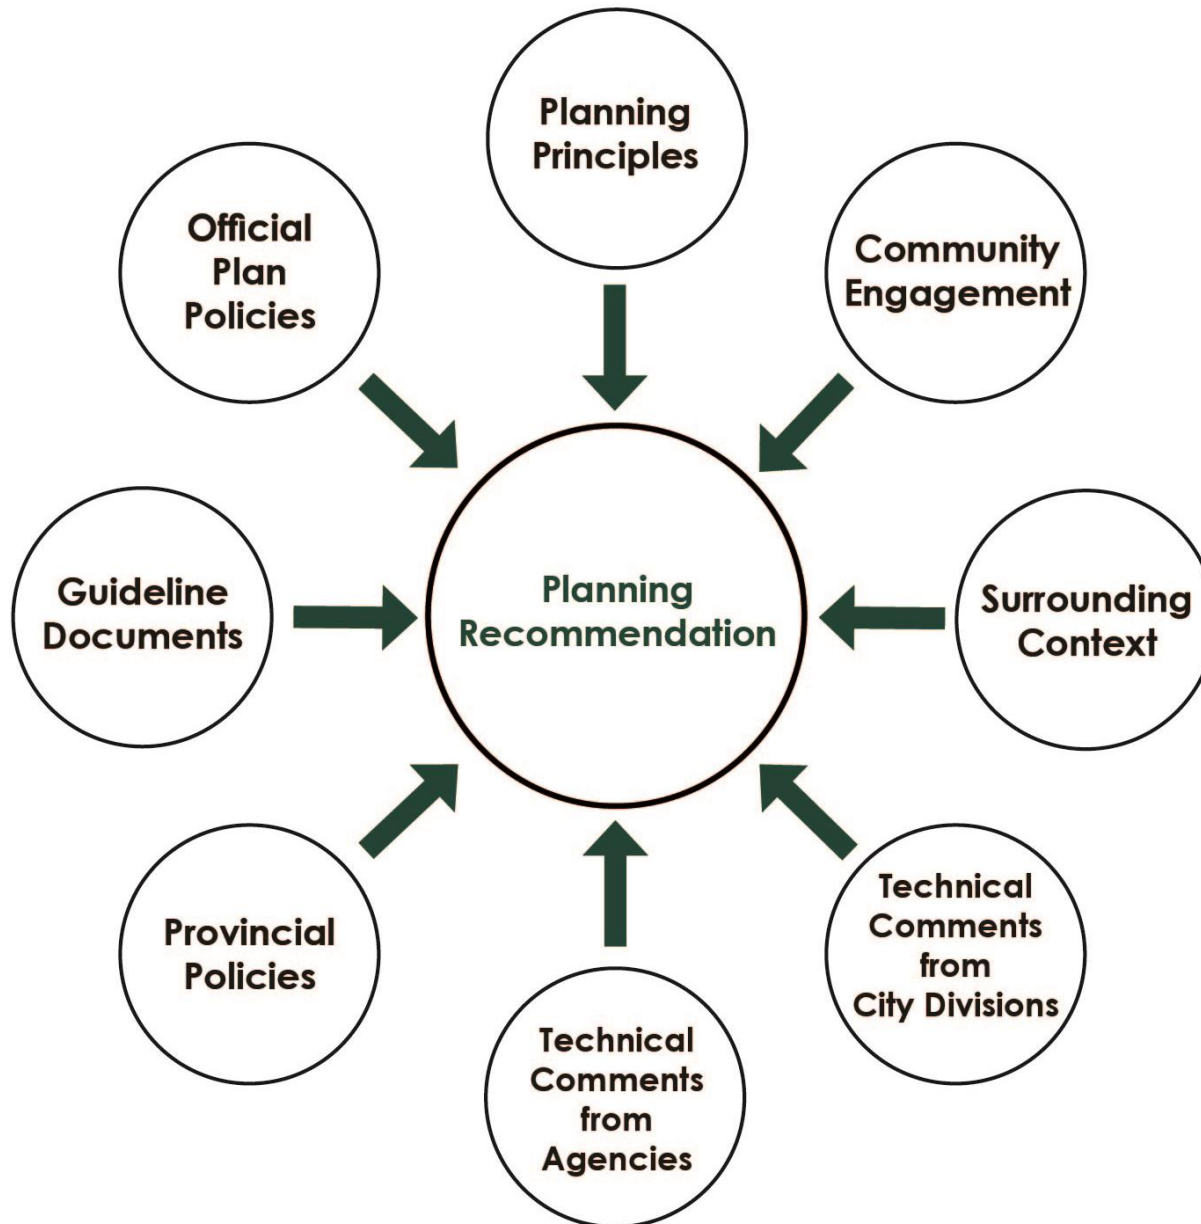 Planning
Principles
Community
Engagement
Surrounding
Context
Technical
Comments
from
City Divisions
Technical
Comments
from
Agencies
Provincial
Policies
Guideline
Documents
Official
Plan
Policies
Planning
Recommendation